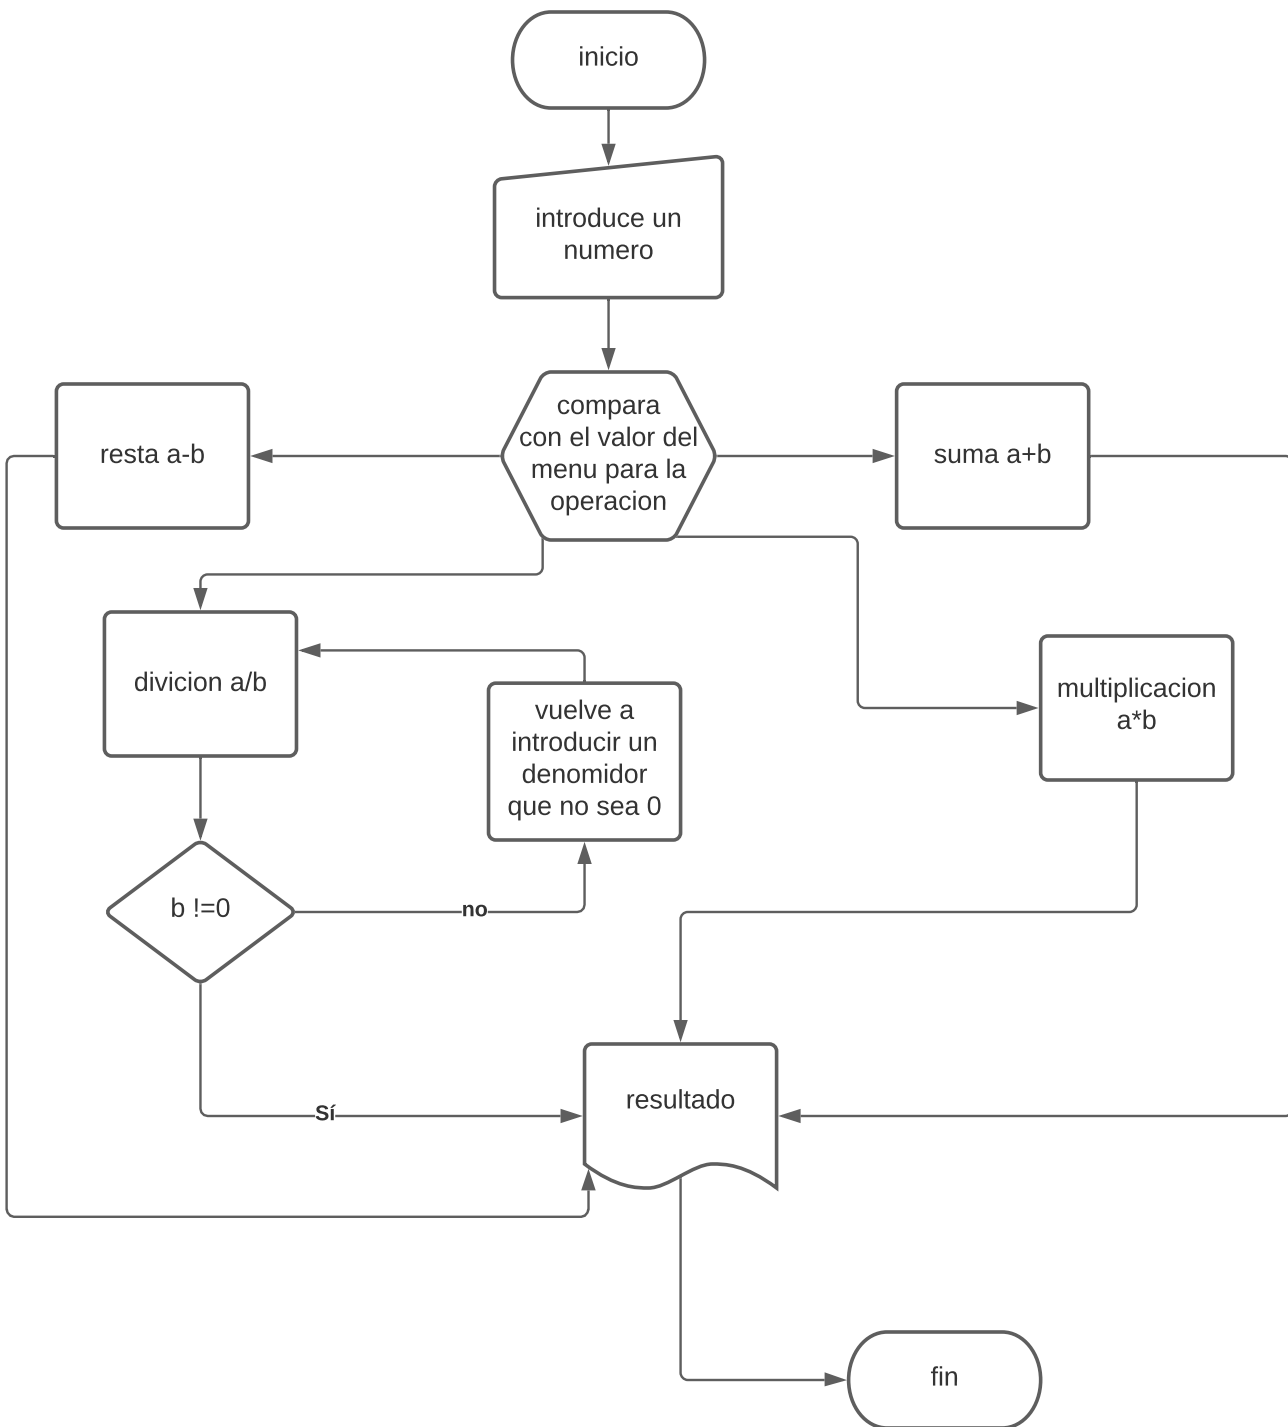 inicio
introduce un
numero
compara
con el valor del
menu para la
operacion
resta a-b
suma a+b
divicion a/b
vuelve a
introducir un
denomidor
que no sea 0
multiplicacion
a*b
b !=0
no
resultado
Sí
fin